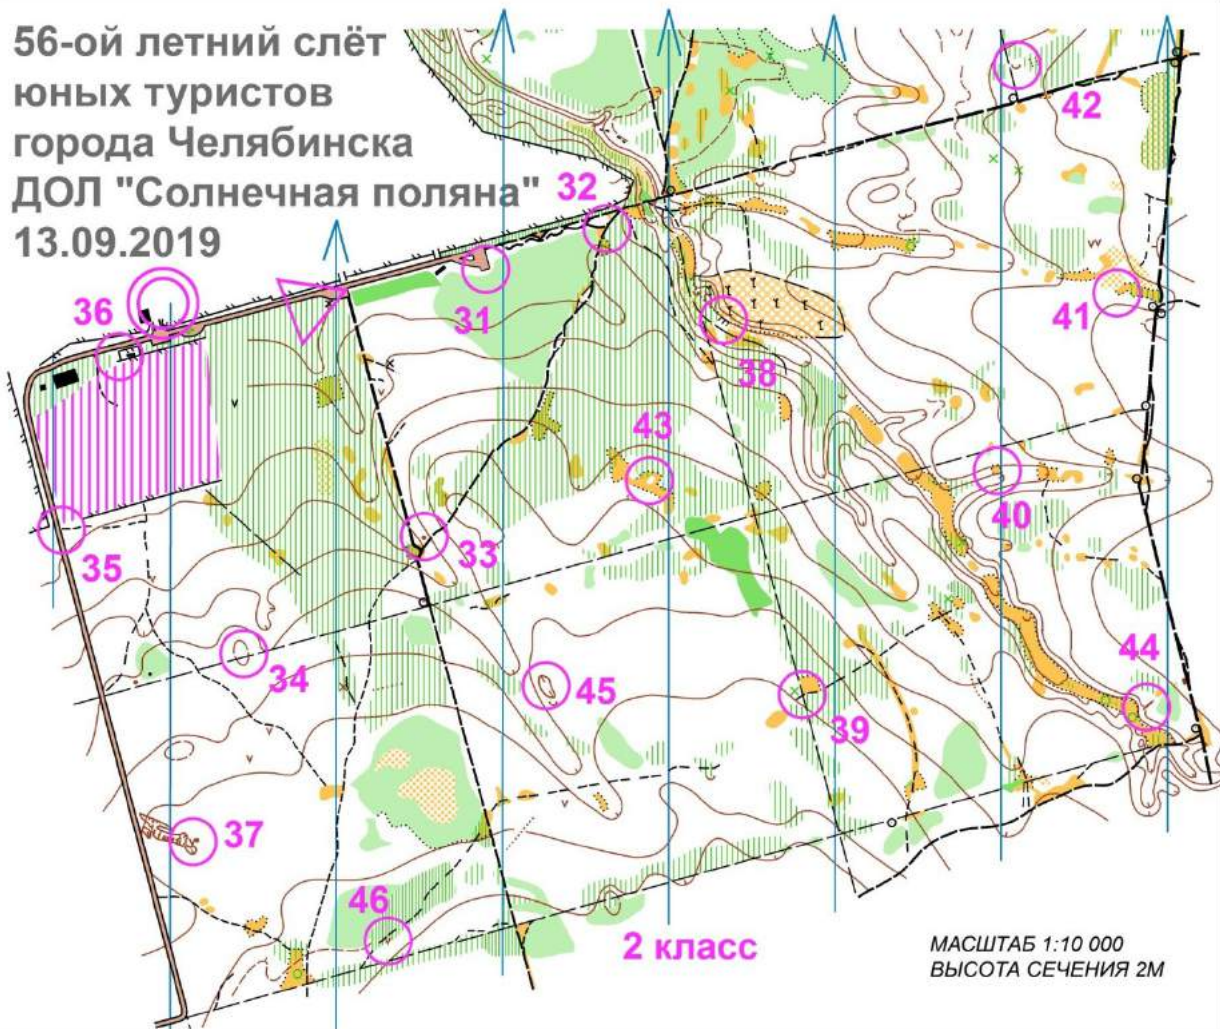 56-ой летний слёт
юных туристов
города Челябинска
ДОЛ "Солнечная поляна"
13.09.2019
42
32
31
36
41
38
43
40
33
35
34
45
44
39
37
46
2 класс
МАСШТАБ 1:10 000
ВЫСОТА СЕЧЕНИЯ 2М